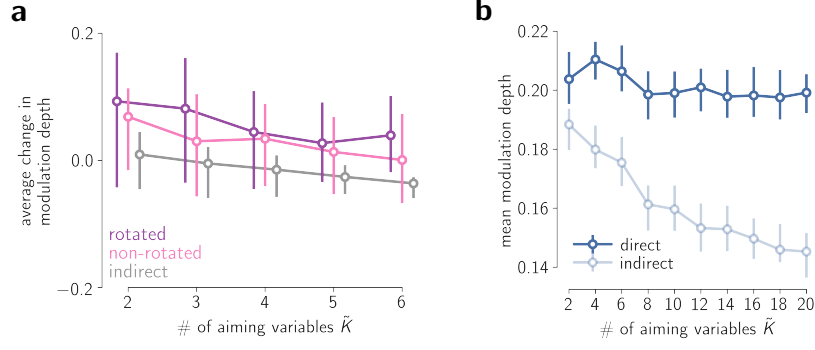 a
0.2
0.0
−0.2
average change in
modulation depth
rotated
non-rotated
indirect
2 3 4 5 6
# of aiming variables K̃
b
0.22
0.20
0.18
0.16
0.14
mean modulation depth
direct
indirect
2 4 6 8 10 12 14 16 18 20
# of aiming variables K̃